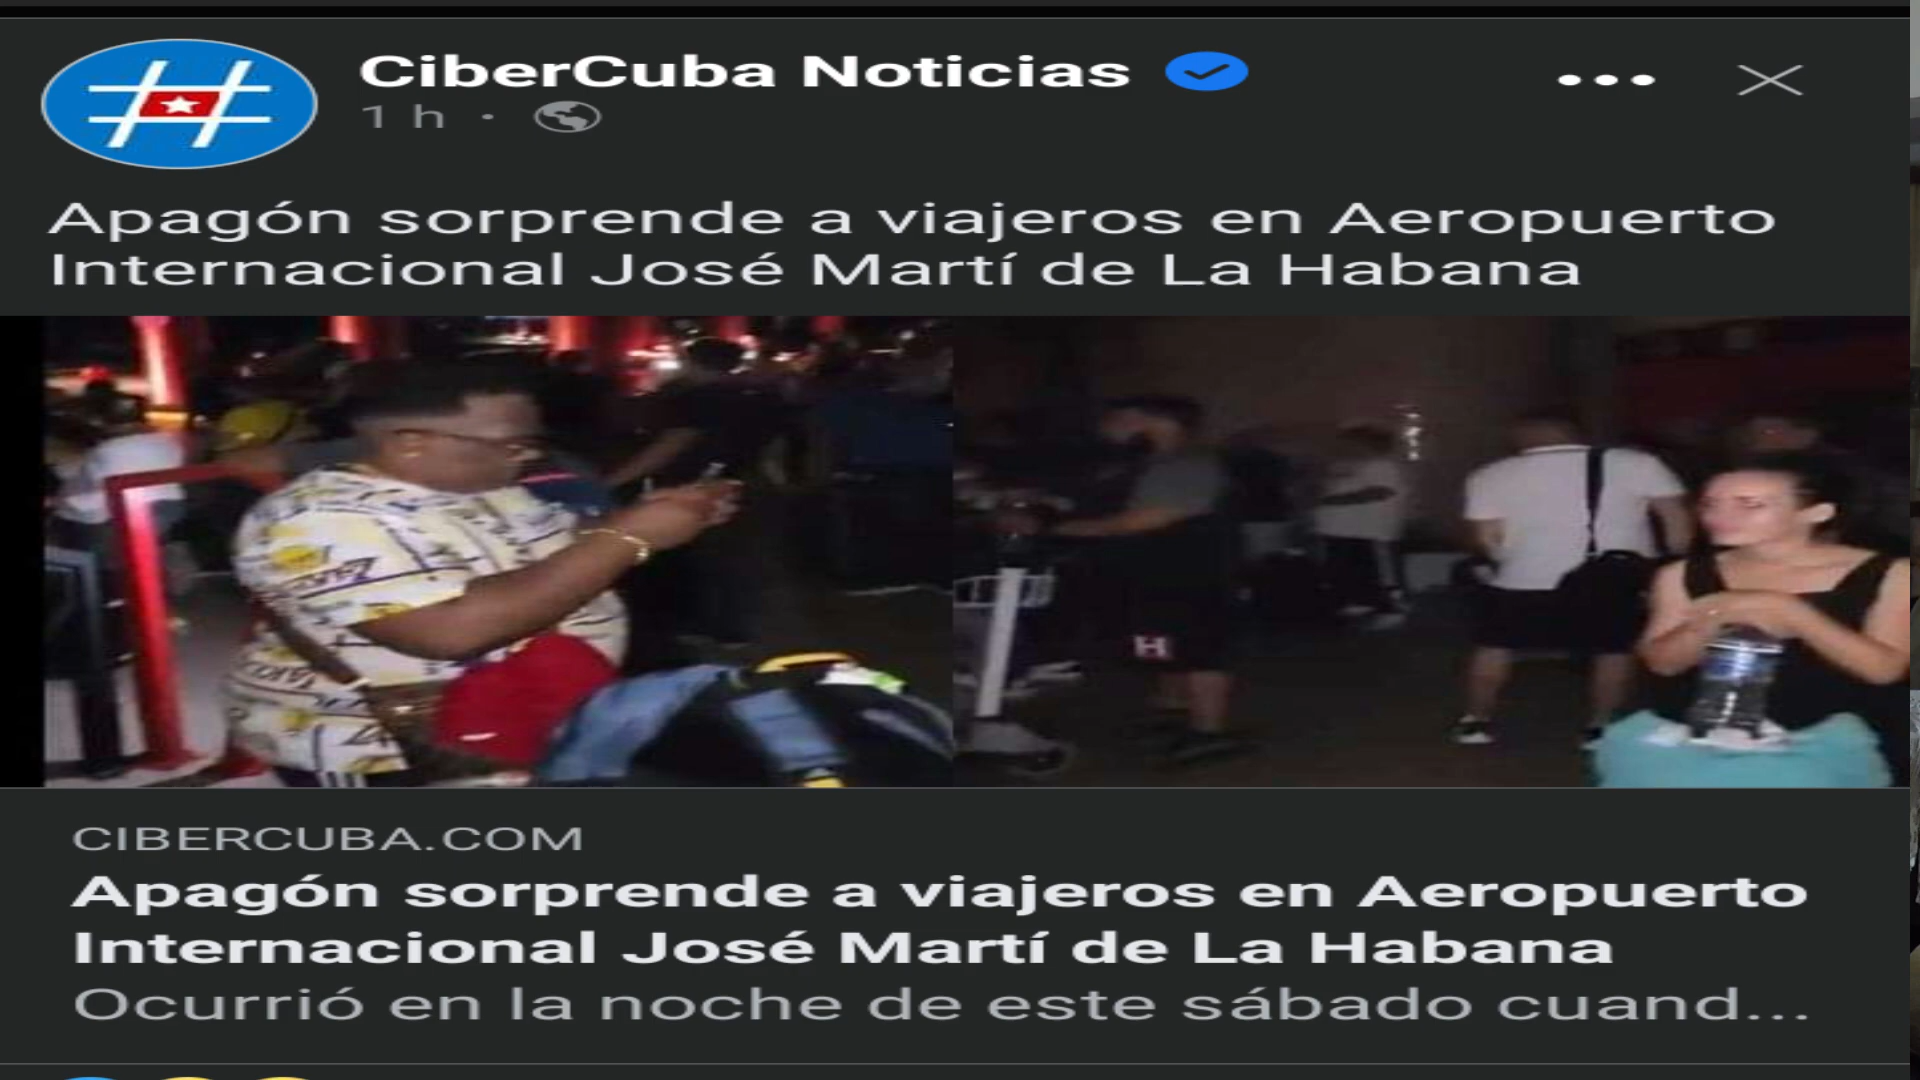 CiberCuba Noticias
1 h ·
Apagón sorprende a viajeros en Aeropuerto
Internacional José Martí de La Habana
H
CIBERCUBA.COM
Apagón sorprende a viajeros en Aeropuerto
Internacional José Martí de La Habana
Ocurrió en la noche de este sábado cuand...